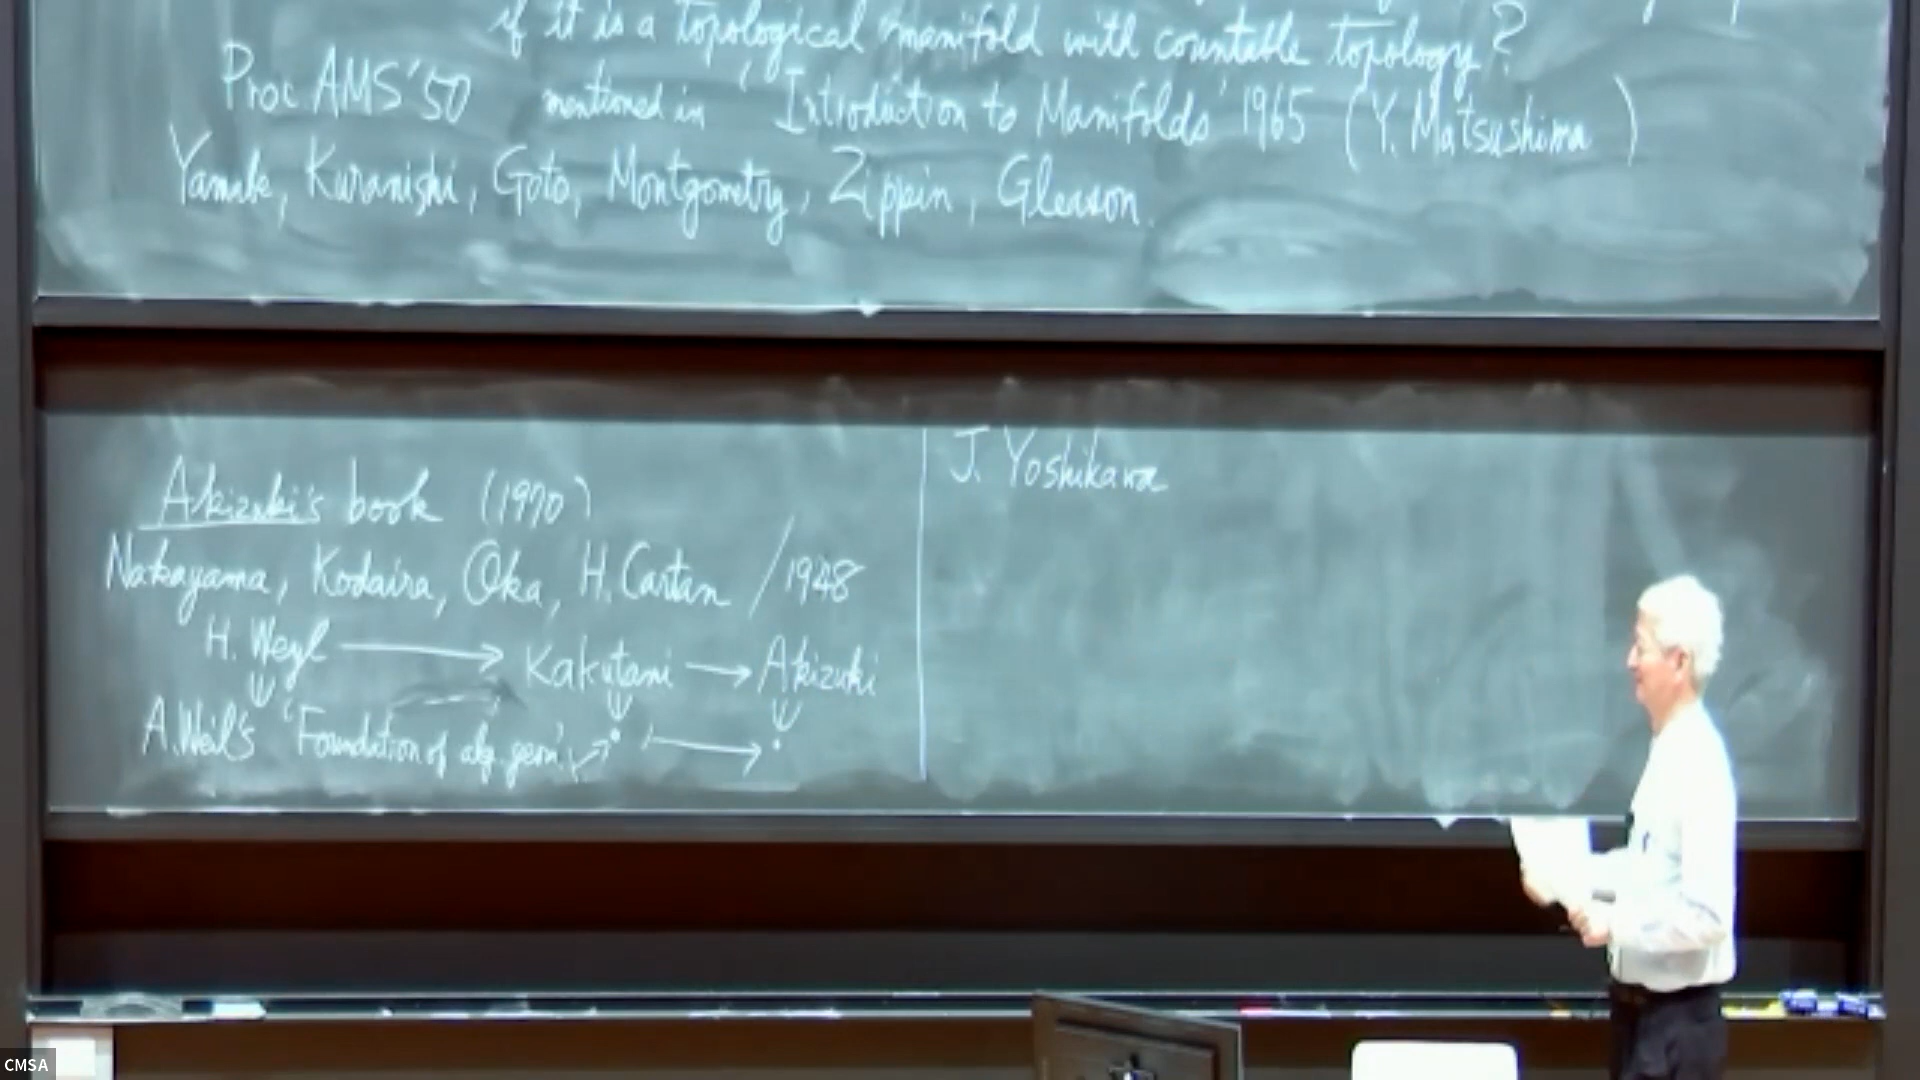 if it is a topological manifold with countable topology?
Proc. AMS '50 mentioned in 'Introduction to Manifolds' 1965 (Y. Matsushima)
Yamabe, Kuranishi, Goto, Montgometry, Zippin, Gleason.
Akizuki's book (1970)
Nakayama, Kodaira, Oka, H. Cartan / 1948
H. Weyl → Kakutani → Akizuki
A. Weil's 'Foundation of alg. geom.'
J. Yoshikawa
CMSA